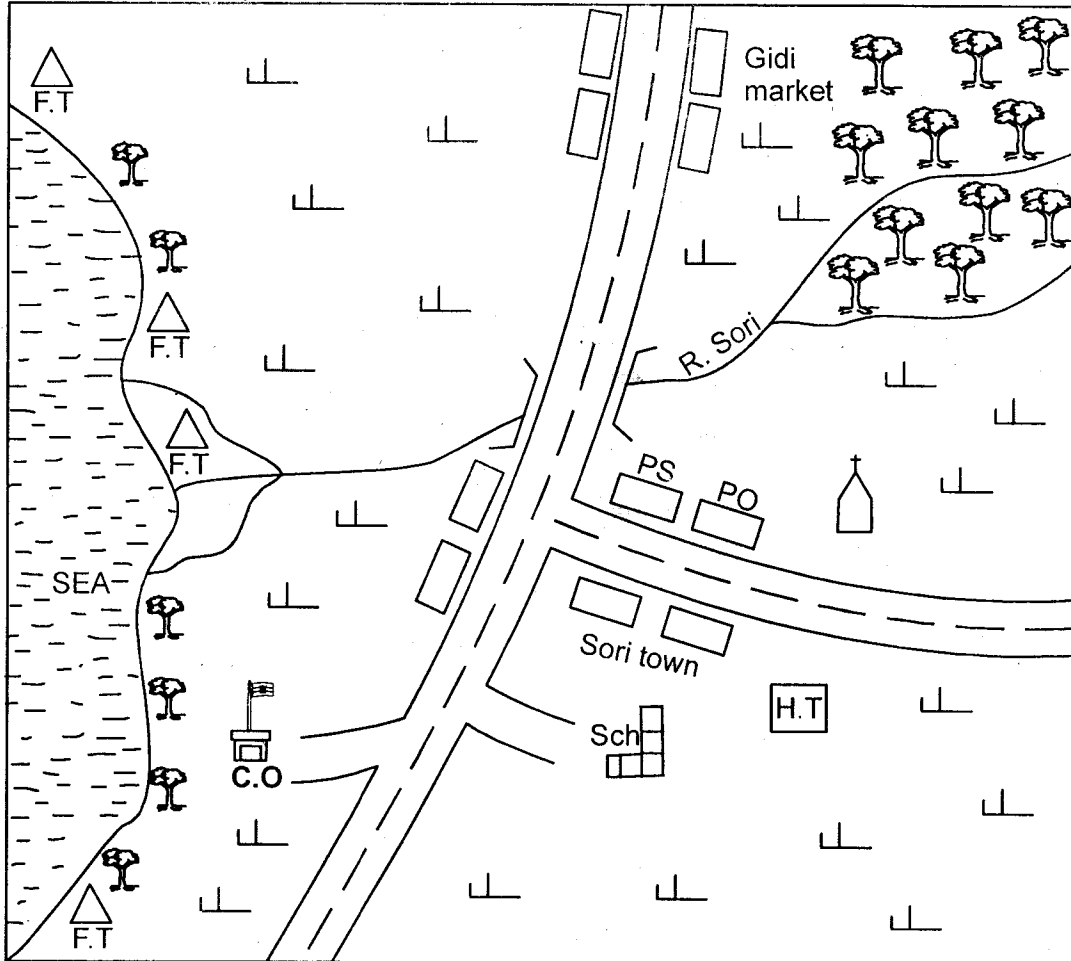 Gidi
market
F.T
F.T
R. Sori
F.T
PS
PO
SEA
Sori town
Sch
H.T
C.O
F.T